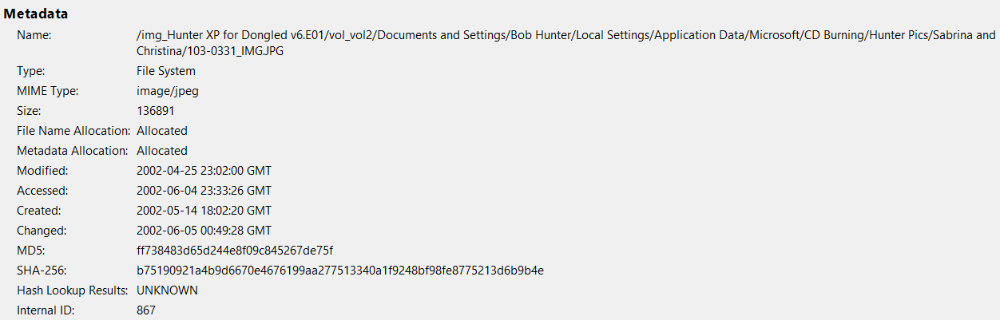 Metadata
Name: /img_Hunter XP for Dongled v6.E01/vol_vol2/Documents and Settings/Bob Hunter/Local Settings/Application Data/Microsoft/CD Burning/Hunter Pics/Sabrina and
Christina/103-0331_IMG.JPG
Type: File System
MIME Type: image/jpeg
Size: 136891
File Name Allocation: Allocated
Metadata Allocation: Allocated
Modified: 2002-04-25 23:02:00 GMT
Accessed: 2002-06-04 23:33:26 GMT
Created: 2002-05-14 18:02:20 GMT
Changed: 2002-06-05 00:49:28 GMT
MD5: ff738483d65d244e8f09c845267de75f
SHA-256: b75190921a4b9d6670e4676199aa277513340a1f9248bf98fe8775213d6b9b4e
Hash Lookup Results: UNKNOWN
Internal ID: 867